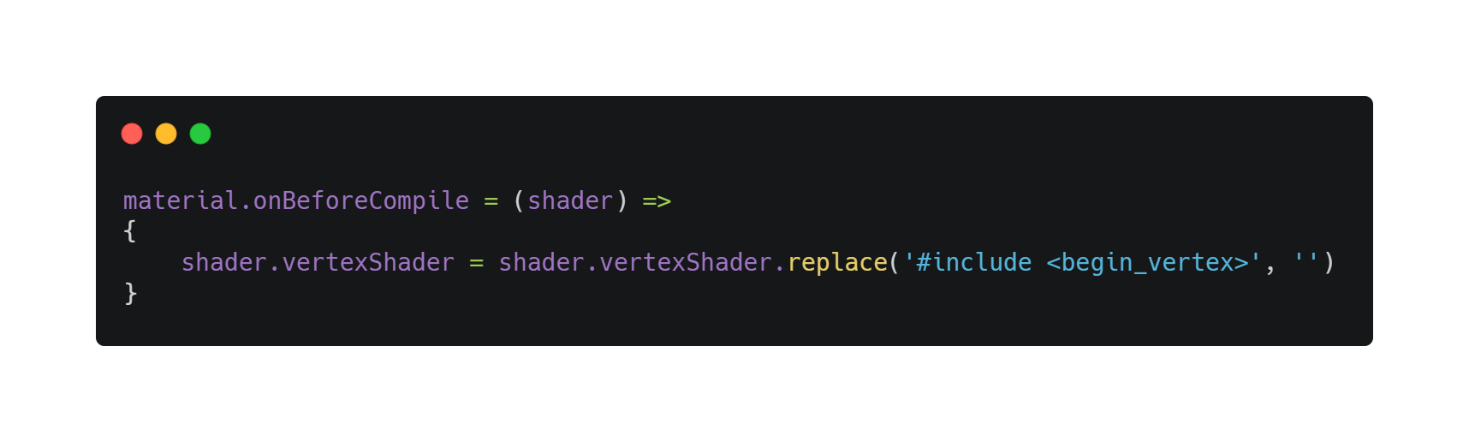 material.onBeforeCompile = (shader) =>
{
    shader.vertexShader = shader.vertexShader.replace('#include <begin_vertex>', '')
}